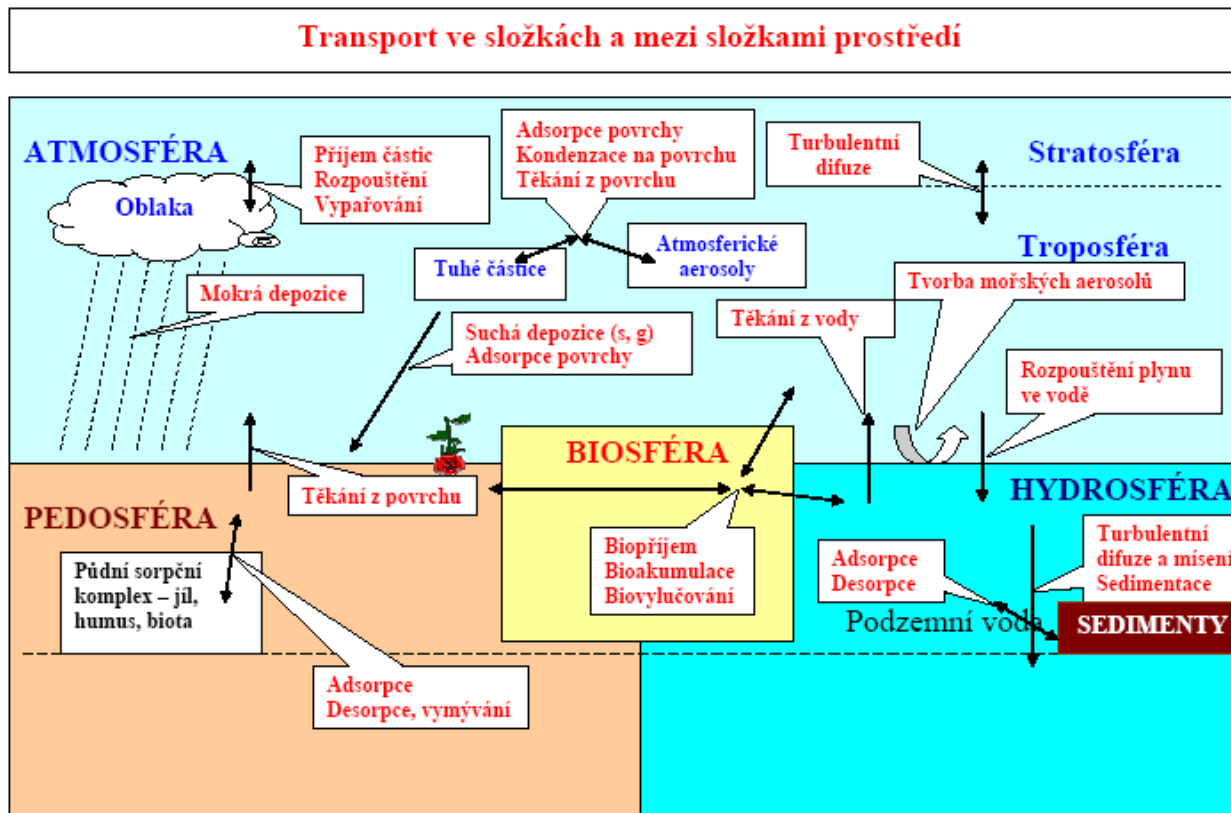 Transport ve složkách a mezi složkami prostředí
ATMOSFÉRA
Oblaka
Příjem částic
Rozpouštění
Vypařování
Adsorpce povrchy
Kondenzace na povrchu
Těkání z povrchu
Turbulentní
difuze
Stratosféra
Troposféra
Tuhé částice
Atmosferické
aerosoly
Mokrá depozice
Suchá depozice (s, g)
Adsorpce povrchy
Těkání z vody
Tvorba mořských aerosolů
Rozpouštění plynu
ve vodě
BIOSFÉRA
Těkání z povrchu
HYDROSFÉRA
PEDOSFÉRA
Půdní sorpční
komplex – jíl,
humus, biota
Biopříjem
Bioakumulace
Biovylučování
Adsorpce
Desorpce
Turbulentní
difuze a mísení
Sedimentace
Podzemní voda
SEDIMENTY
Adsorpce
Desorpce, vymývání